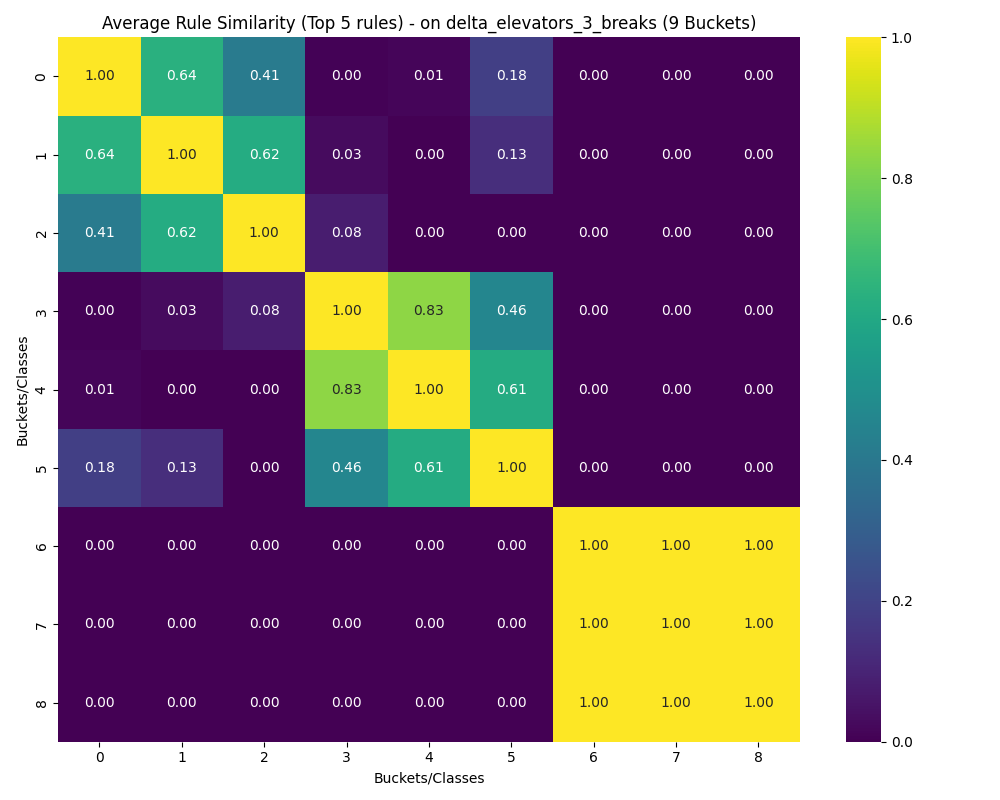 Average Rule Similarity (Top 5 rules) - on delta_elevators_3_breaks (9 Buckets)
0 1.00 0.64 0.41 0.00 0.01 0.18 0.00 0.00 0.00
1 0.64 1.00 0.62 0.03 0.00 0.13 0.00 0.00 0.00
2 0.41 0.62 1.00 0.08 0.00 0.00 0.00 0.00 0.00
3 0.00 0.03 0.08 1.00 0.83 0.46 0.00 0.00 0.00
4 0.01 0.00 0.00 0.83 1.00 0.61 0.00 0.00 0.00
5 0.18 0.13 0.00 0.46 0.61 1.00 0.00 0.00 0.00
6 0.00 0.00 0.00 0.00 0.00 0.00 1.00 1.00 1.00
7 0.00 0.00 0.00 0.00 0.00 0.00 1.00 1.00 1.00
8 0.00 0.00 0.00 0.00 0.00 0.00 1.00 1.00 1.00
0 1 2 3 4 5 6 7 8
Buckets/Classes
Buckets/Classes
1.0
0.8
0.6
0.4
0.2
0.0